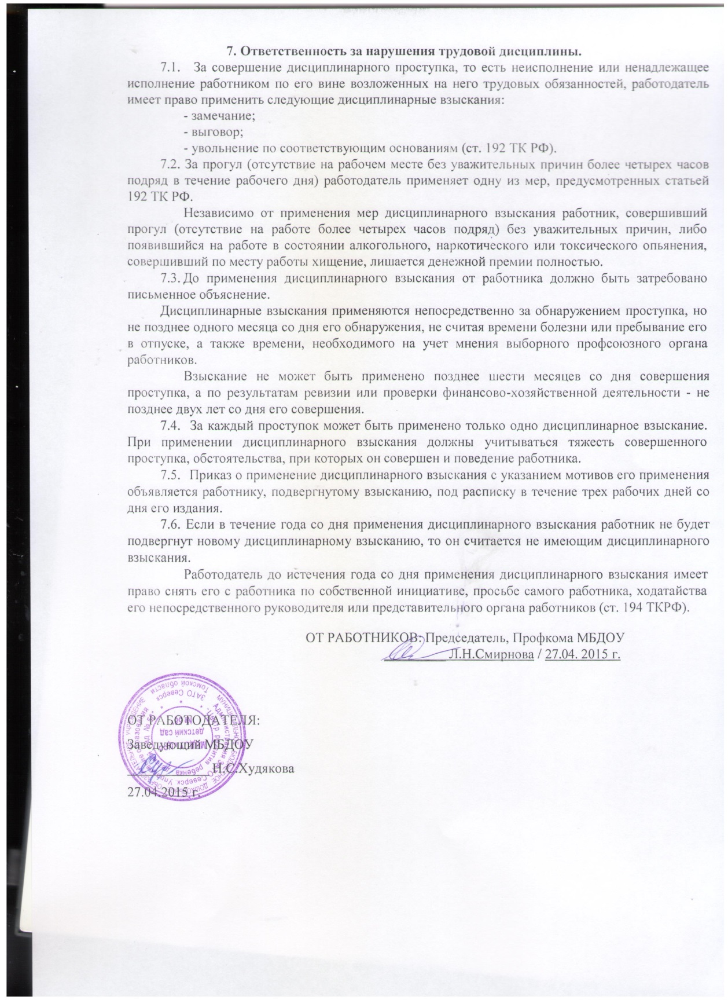 7. Ответственность за нарушения трудовой дисциплины.
7.1. За совершение дисциплинарного проступка, то есть неисполнение или ненадлежащее
исполнение работником по его вине возложенных на него трудовых обязанностей, работодатель
имеет право применить следующие дисциплинарные взыскания:
- замечание;
- выговор;
- увольнение по соответствующим основаниям (ст. 192 ТК РФ).
7.2. За прогул (отсутствие на рабочем месте без уважительных причин более четырех часов
подряд в течение рабочего дня) работодатель применяет одну из мер, предусмотренных статьей
192 ТК РФ.
Независимо от применения мер дисциплинарного взыскания работник, совершивший
прогул (отсутствие на работе более четырех часов подряд) без уважительных причин, либо
появившийся на работе в состоянии алкогольного, наркотического или токсического опьянения,
совершивший по месту работы хищение, лишается денежной премии полностью.
7.3. До применения дисциплинарного взыскания от работника должно быть затребовано
письменное объяснение.
Дисциплинарные взыскания применяются непосредственно за обнаружением проступка, но
не позднее одного месяца со дня его обнаружения, не считая времени болезни или пребывание его
в отпуске, а также времени, необходимого на учет мнения выборного профсоюзного органа
работников.
Взыскание не может быть применено позднее шести месяцев со дня совершения
проступка, а по результатам ревизии или проверки финансово-хозяйственной деятельности - не
позднее двух лет со дня его совершения.
7.4. За каждый проступок может быть применено только одно дисциплинарное взыскание.
При применении дисциплинарного взыскания должны учитываться тяжесть совершенного
проступка, обстоятельства, при которых он совершен и поведение работника.
7.5. Приказ о применение дисциплинарного взыскания с указанием мотивов его применения
объявляется работнику, подвергнутому взысканию, под расписку в течение трех рабочих дней со
дня его издания.
7.6. Если в течение года со дня применения дисциплинарного взыскания работник не будет
подвергнут новому дисциплинарному взысканию, то он считается не имеющим дисциплинарного
взыскания.
Работодатель до истечения года со дня применения дисциплинарного взыскания имеет
право снять его с работника по собственной инициативе, просьбе самого работника, ходатайства
его непосредственного руководителя или представительного органа работников (ст. 194 ТКРФ).
ОТ РАБОТНИКОВ: Председатель, Профкома МБДОУ
Л.Н.Смирнова / 27.04. 2015 г.
ОТ РАБОТОДАТЕЛЯ:
Заведующий МБДОУ
Н.С.Худякова
27.04.2015 г.
МУНИЦИПАЛЬНОЕ БЮДЖЕТНОЕ ДОШКОЛЬНОЕ ОБРАЗОВАТЕЛЬНОЕ УЧРЕЖДЕНИЕ
Томской области
ЗАТО Северск
детский сад